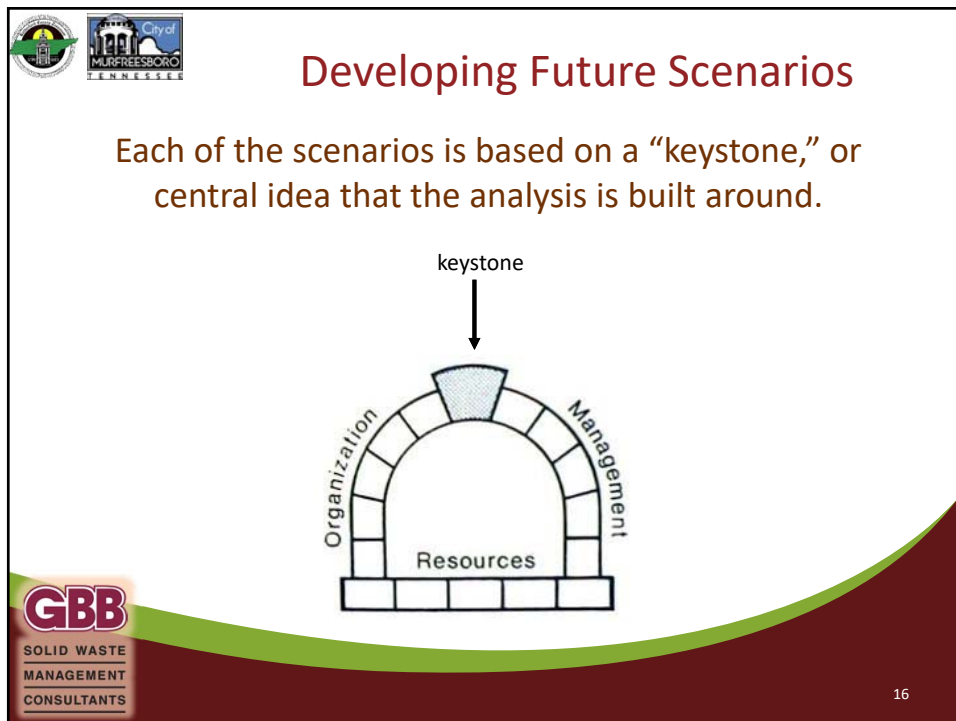 City of
MURFREESBORO
TENNESSEE
Developing Future Scenarios
Each of the scenarios is based on a “keystone,” or
central idea that the analysis is built around.
keystone
Organization
Management
Resources
GBB
SOLID WASTE
MANAGEMENT
CONSULTANTS
16